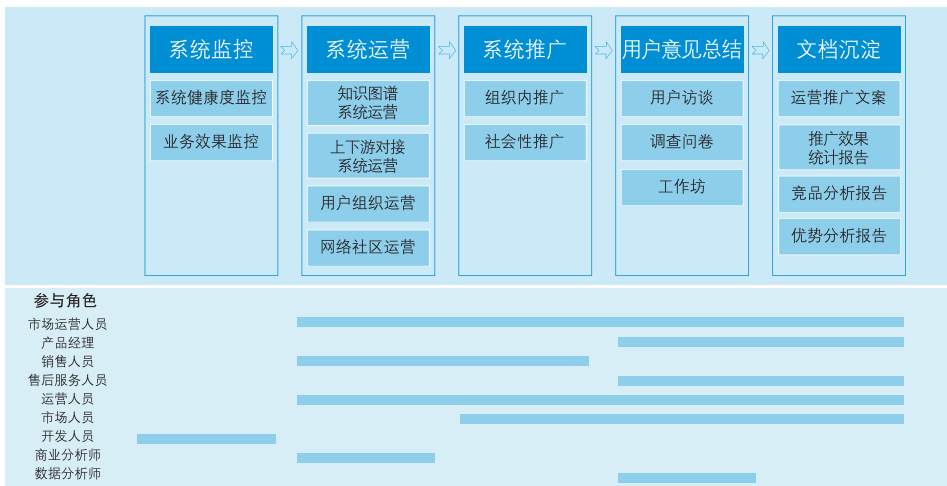 系统监控
系统健康度监控
业务效果监控
系统运营
知识图谱
系统运营
上下游对接
系统运营
用户组织运营
网络社区运营
系统推广
组织内推广
社会性推广
用户意见总结
用户访谈
调查问卷
工作坊
文档沉淀
运营推广文案
推广效果
统计报告
竞品分析报告
优势分析报告
参与角色
市场运营人员
产品经理
销售人员
售后服务人员
运营人员
市场人员
开发人员
商业分析师
数据分析师